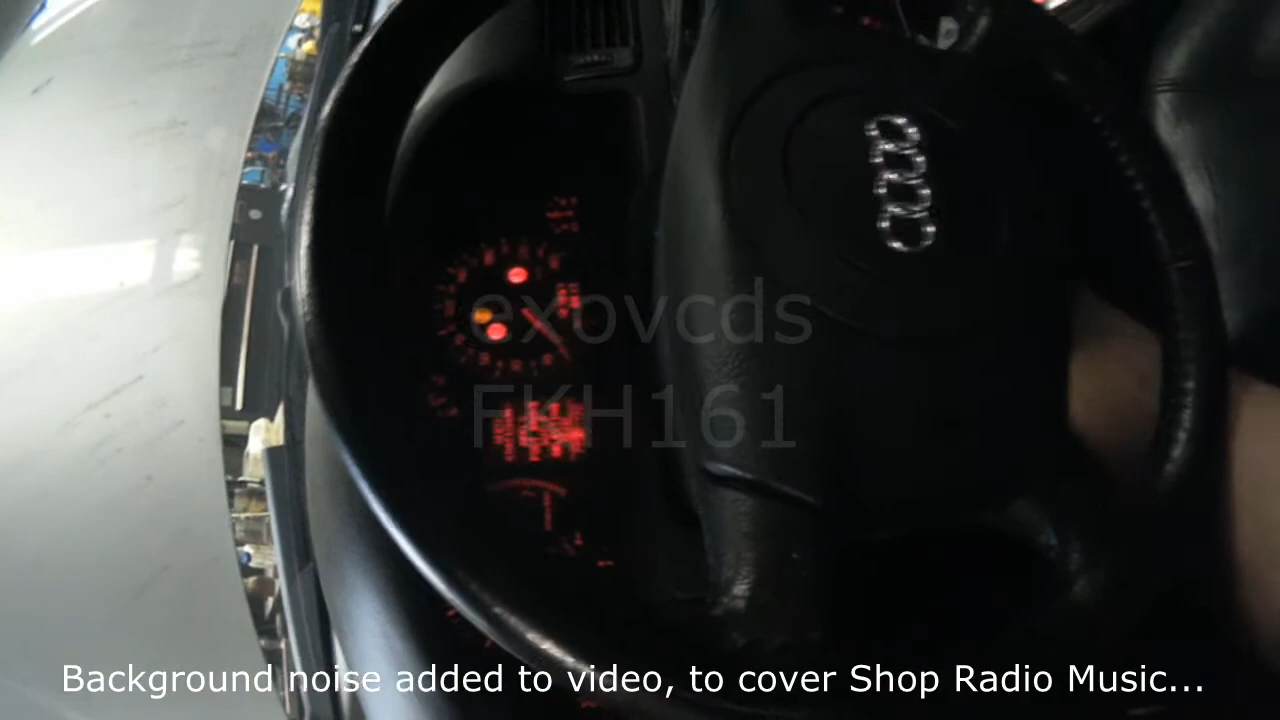 exovcds
FKH161
Background noise added to video, to cover Shop Radio Music...